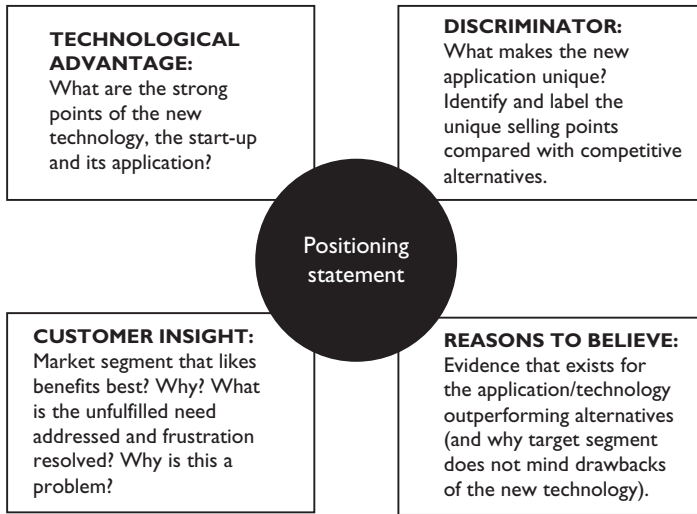 TECHNOLOGICAL
ADVANTAGE:
What are the strong
points of the new
technology, the start-up
and its application?
DISCRIMINATOR:
What makes the new
application unique?
Identify and label the
unique selling points
compared with competitive
alternatives.
Positioning
statement
CUSTOMER INSIGHT:
Market segment that likes
benefits best? Why? What
is the unfulfilled need
addressed and frustration
resolved? Why is this a
problem?
REASONS TO BELIEVE:
Evidence that exists for
the application/technology
outperforming alternatives
(and why target segment
does not mind drawbacks
of the new technology).